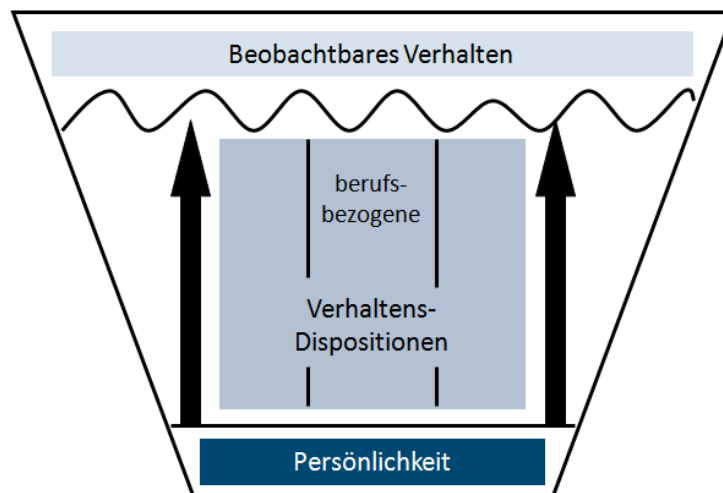 Beobachtbares Verhalten
berufs-
bezogene
Verhaltens-
Dispositionen
Persönlichkeit